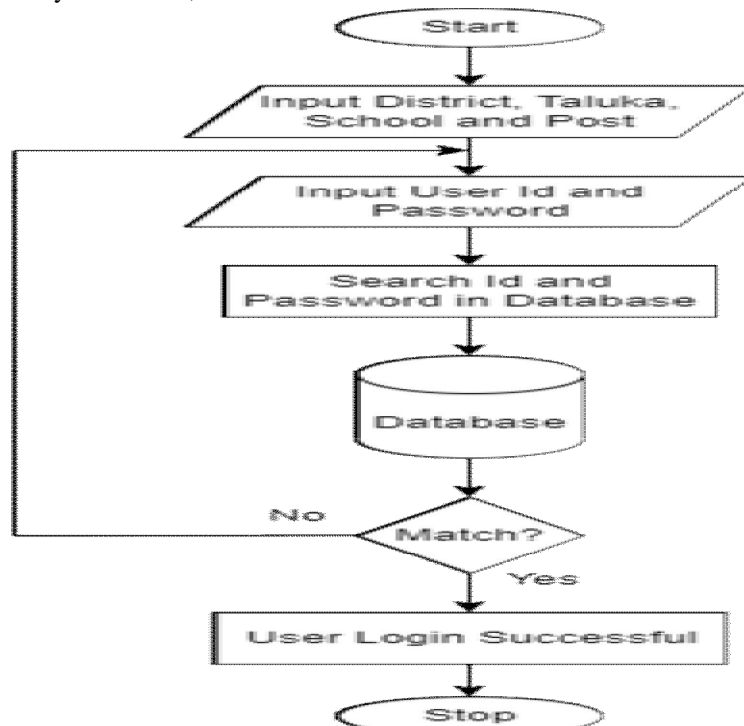 Start
Input District, Taluka,
School and Post
Input User Id and
Password
Search Id and
Password in Database
Database
No
Match?
Yes
User Login Successful
Stop